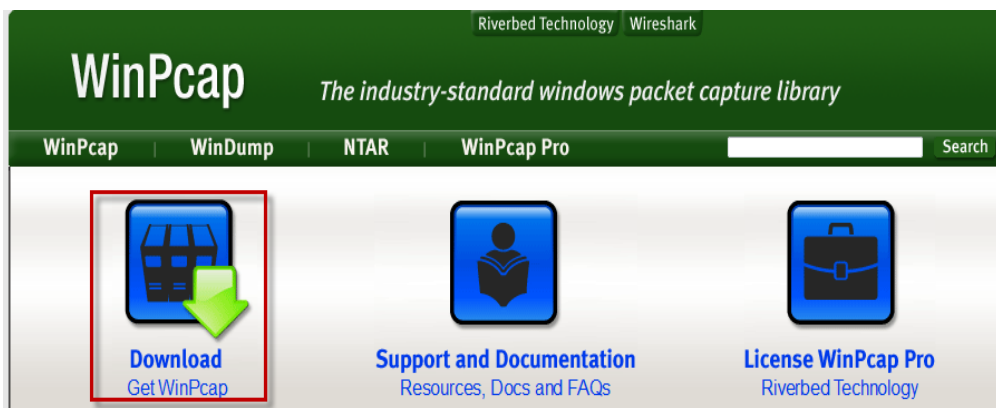 Riverbed Technology Wireshark
WinPcap
The industry-standard windows packet capture library
WinPcap | WinDump | NTAR | WinPcap Pro Search
Download
Get WinPcap
Support and Documentation
Resources, Docs and FAQs
License WinPcap Pro
Riverbed Technology